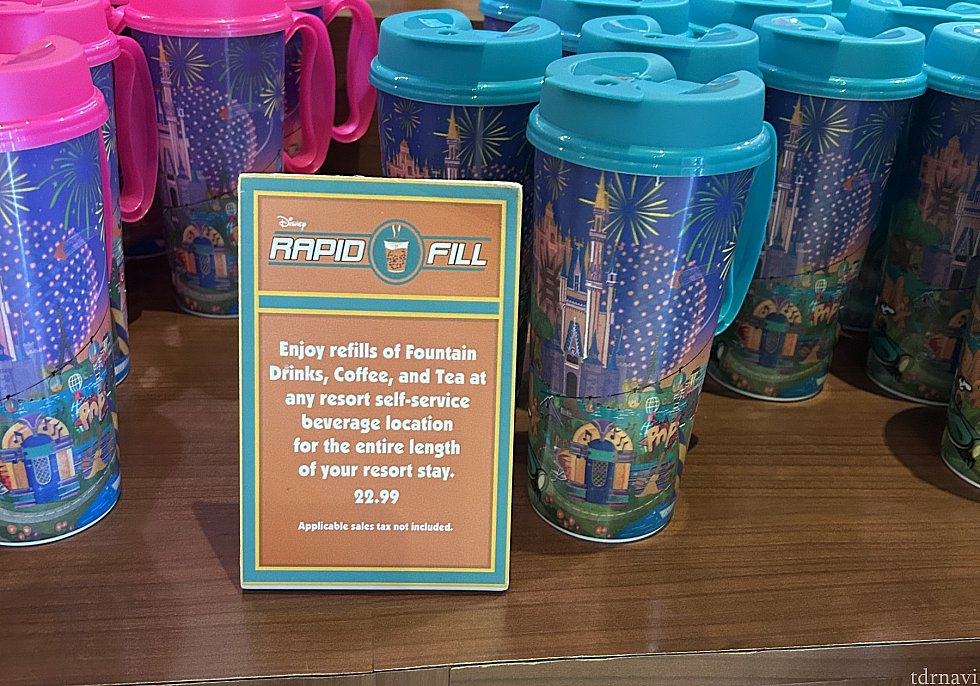 Disney
RAPID FILL
Enjoy refills of Fountain
Drinks, Coffee, and Tea at
any resort self-service
beverage location
for the entire length
of your resort stay.
22.99
Applicable sales tax not included.
POP
tdrnavi